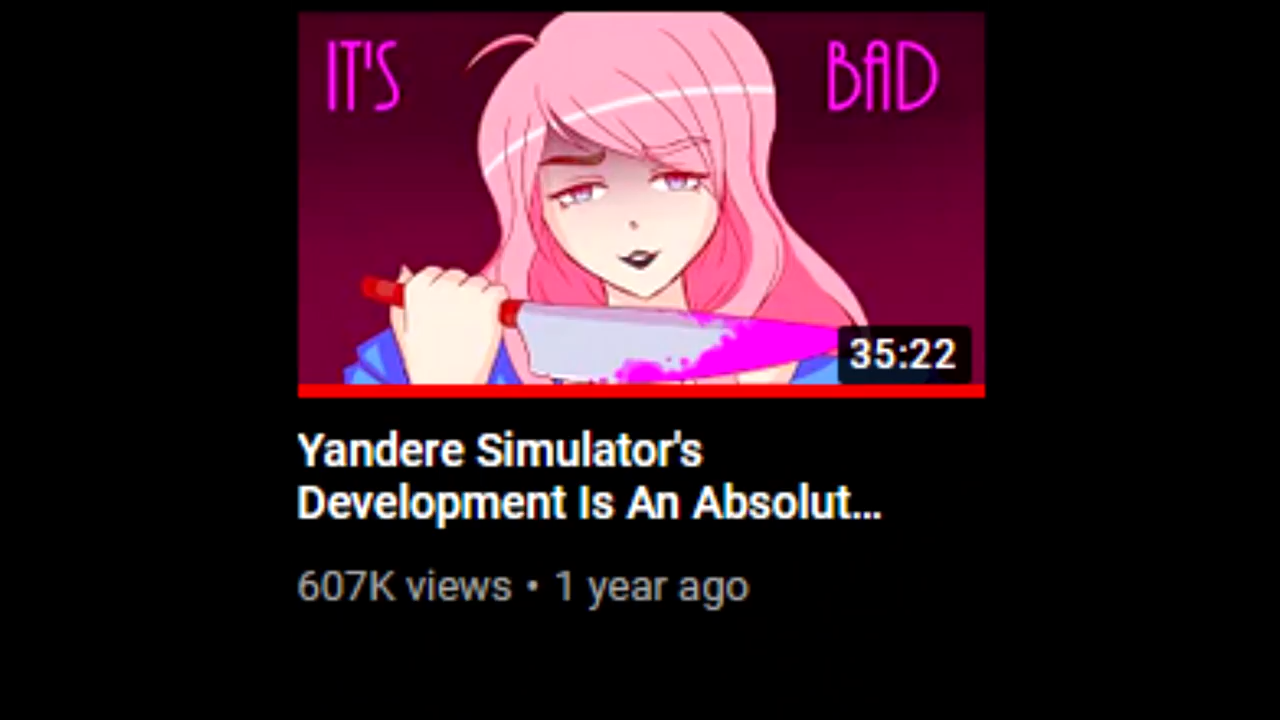 IT'S BAD
35:22
Yandere Simulator's
Development Is An Absolut...
607K views • 1 year ago